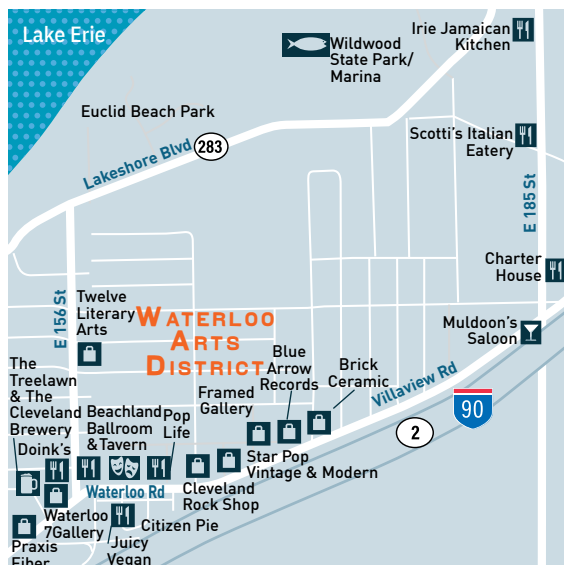 Lake Erie
Irie Jamaican
Kitchen
Wildwood
State Park/
Marina
Euclid Beach Park
Scotti's Italian
Eatery
Lakeshore Blvd
283
E 185 St
Charter
House
E 156 St
Twelve
Literary
Arts
WATERLOO
ARTS
DISTRICT
Muldoon's
Saloon
Blue
Arrow
Records
Brick
Ceramic
Villaview Rd
90
2
The
Treelawn
& The
Cleveland
Brewery
Framed
Gallery
Beachland
Ballroom
& Tavern
Pop
Life
Doink's
Star Pop
Vintage & Modern
Waterloo Rd
Cleveland
Rock Shop
Waterloo
7Gallery
Citizen Pie
Juicy
Vegan
Praxis
Fiber